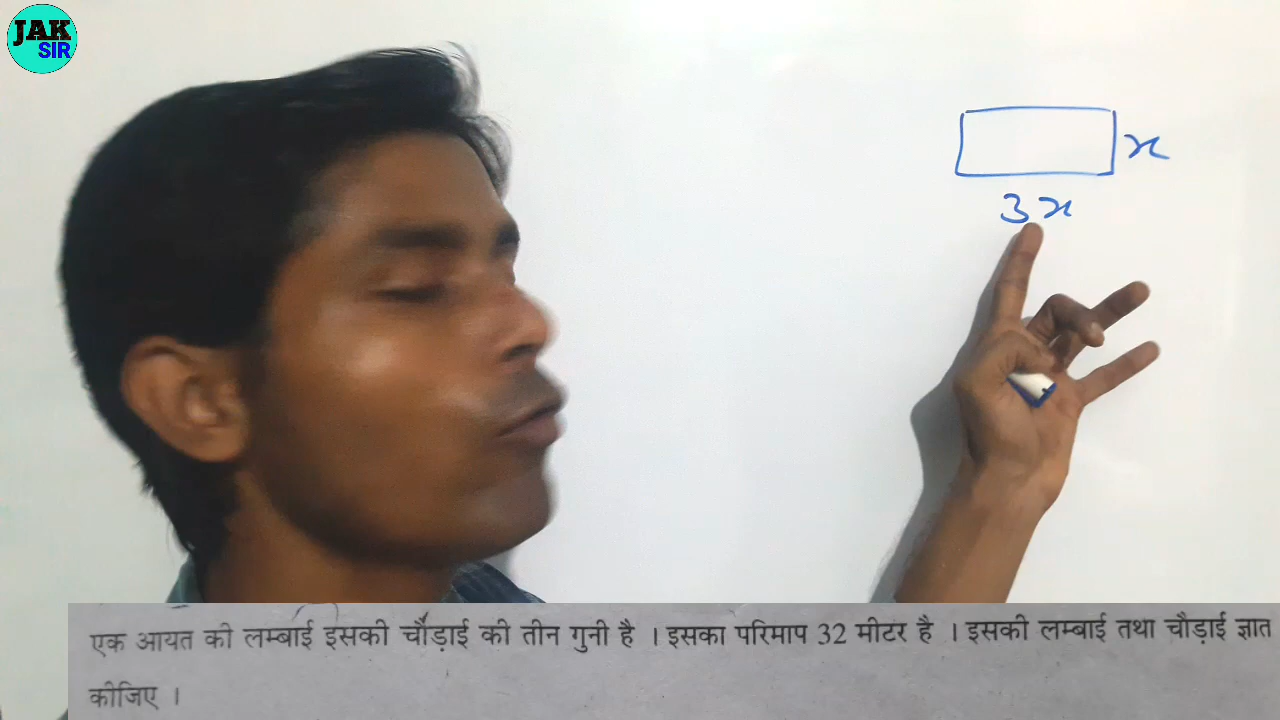 JAK
SIR
x
3x
एक आयत की लम्बाई इसकी चौड़ाई की तीन गुनी है । इसका परिमाप 32 मीटर है । इसकी लम्बाई तथा चौड़ाई ज्ञात
कीजिए ।